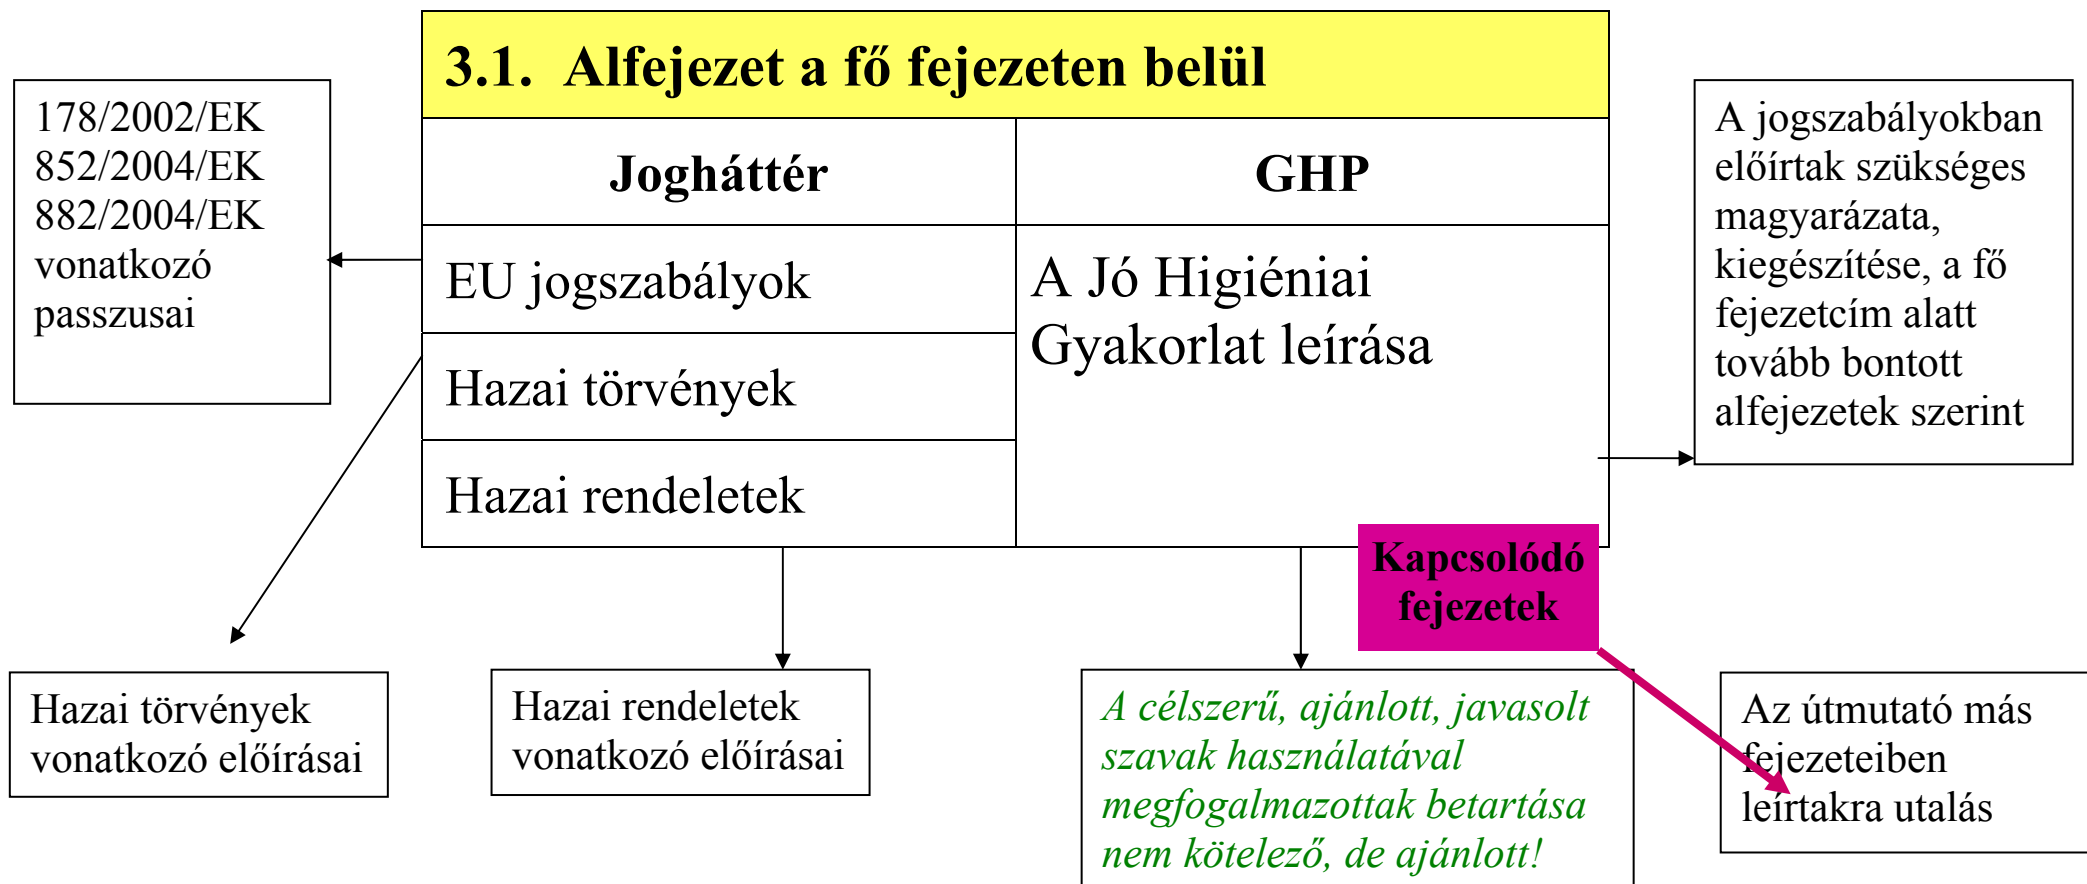 3.1. Alfejezet a fő fejezeten belül
178/2002/EK
852/2004/EK
882/2004/EK
vonatkozó
passzusai
Jogháttér
GHP
EU jogszabályok
Hazai törvények
Hazai rendeletek
A Jó Higiéniai
Gyakorlat leírása
A jogszabályokban
előírtak szükséges
magyarázata,
kiegészítése, a fő
fejezetcím alatt
tovább bontott
alfejezetek szerint
Kapcsolódó
fejezetek
Hazai törvények
vonatkozó előírásai
Hazai rendeletek
vonatkozó előírásai
A célszerű, ajánlott, javasolt
szavak használatával
megfogalmazottak betartása
nem kötelező, de ajánlott!
Az útmutató más
fejezeteiben
leírtakra utalás